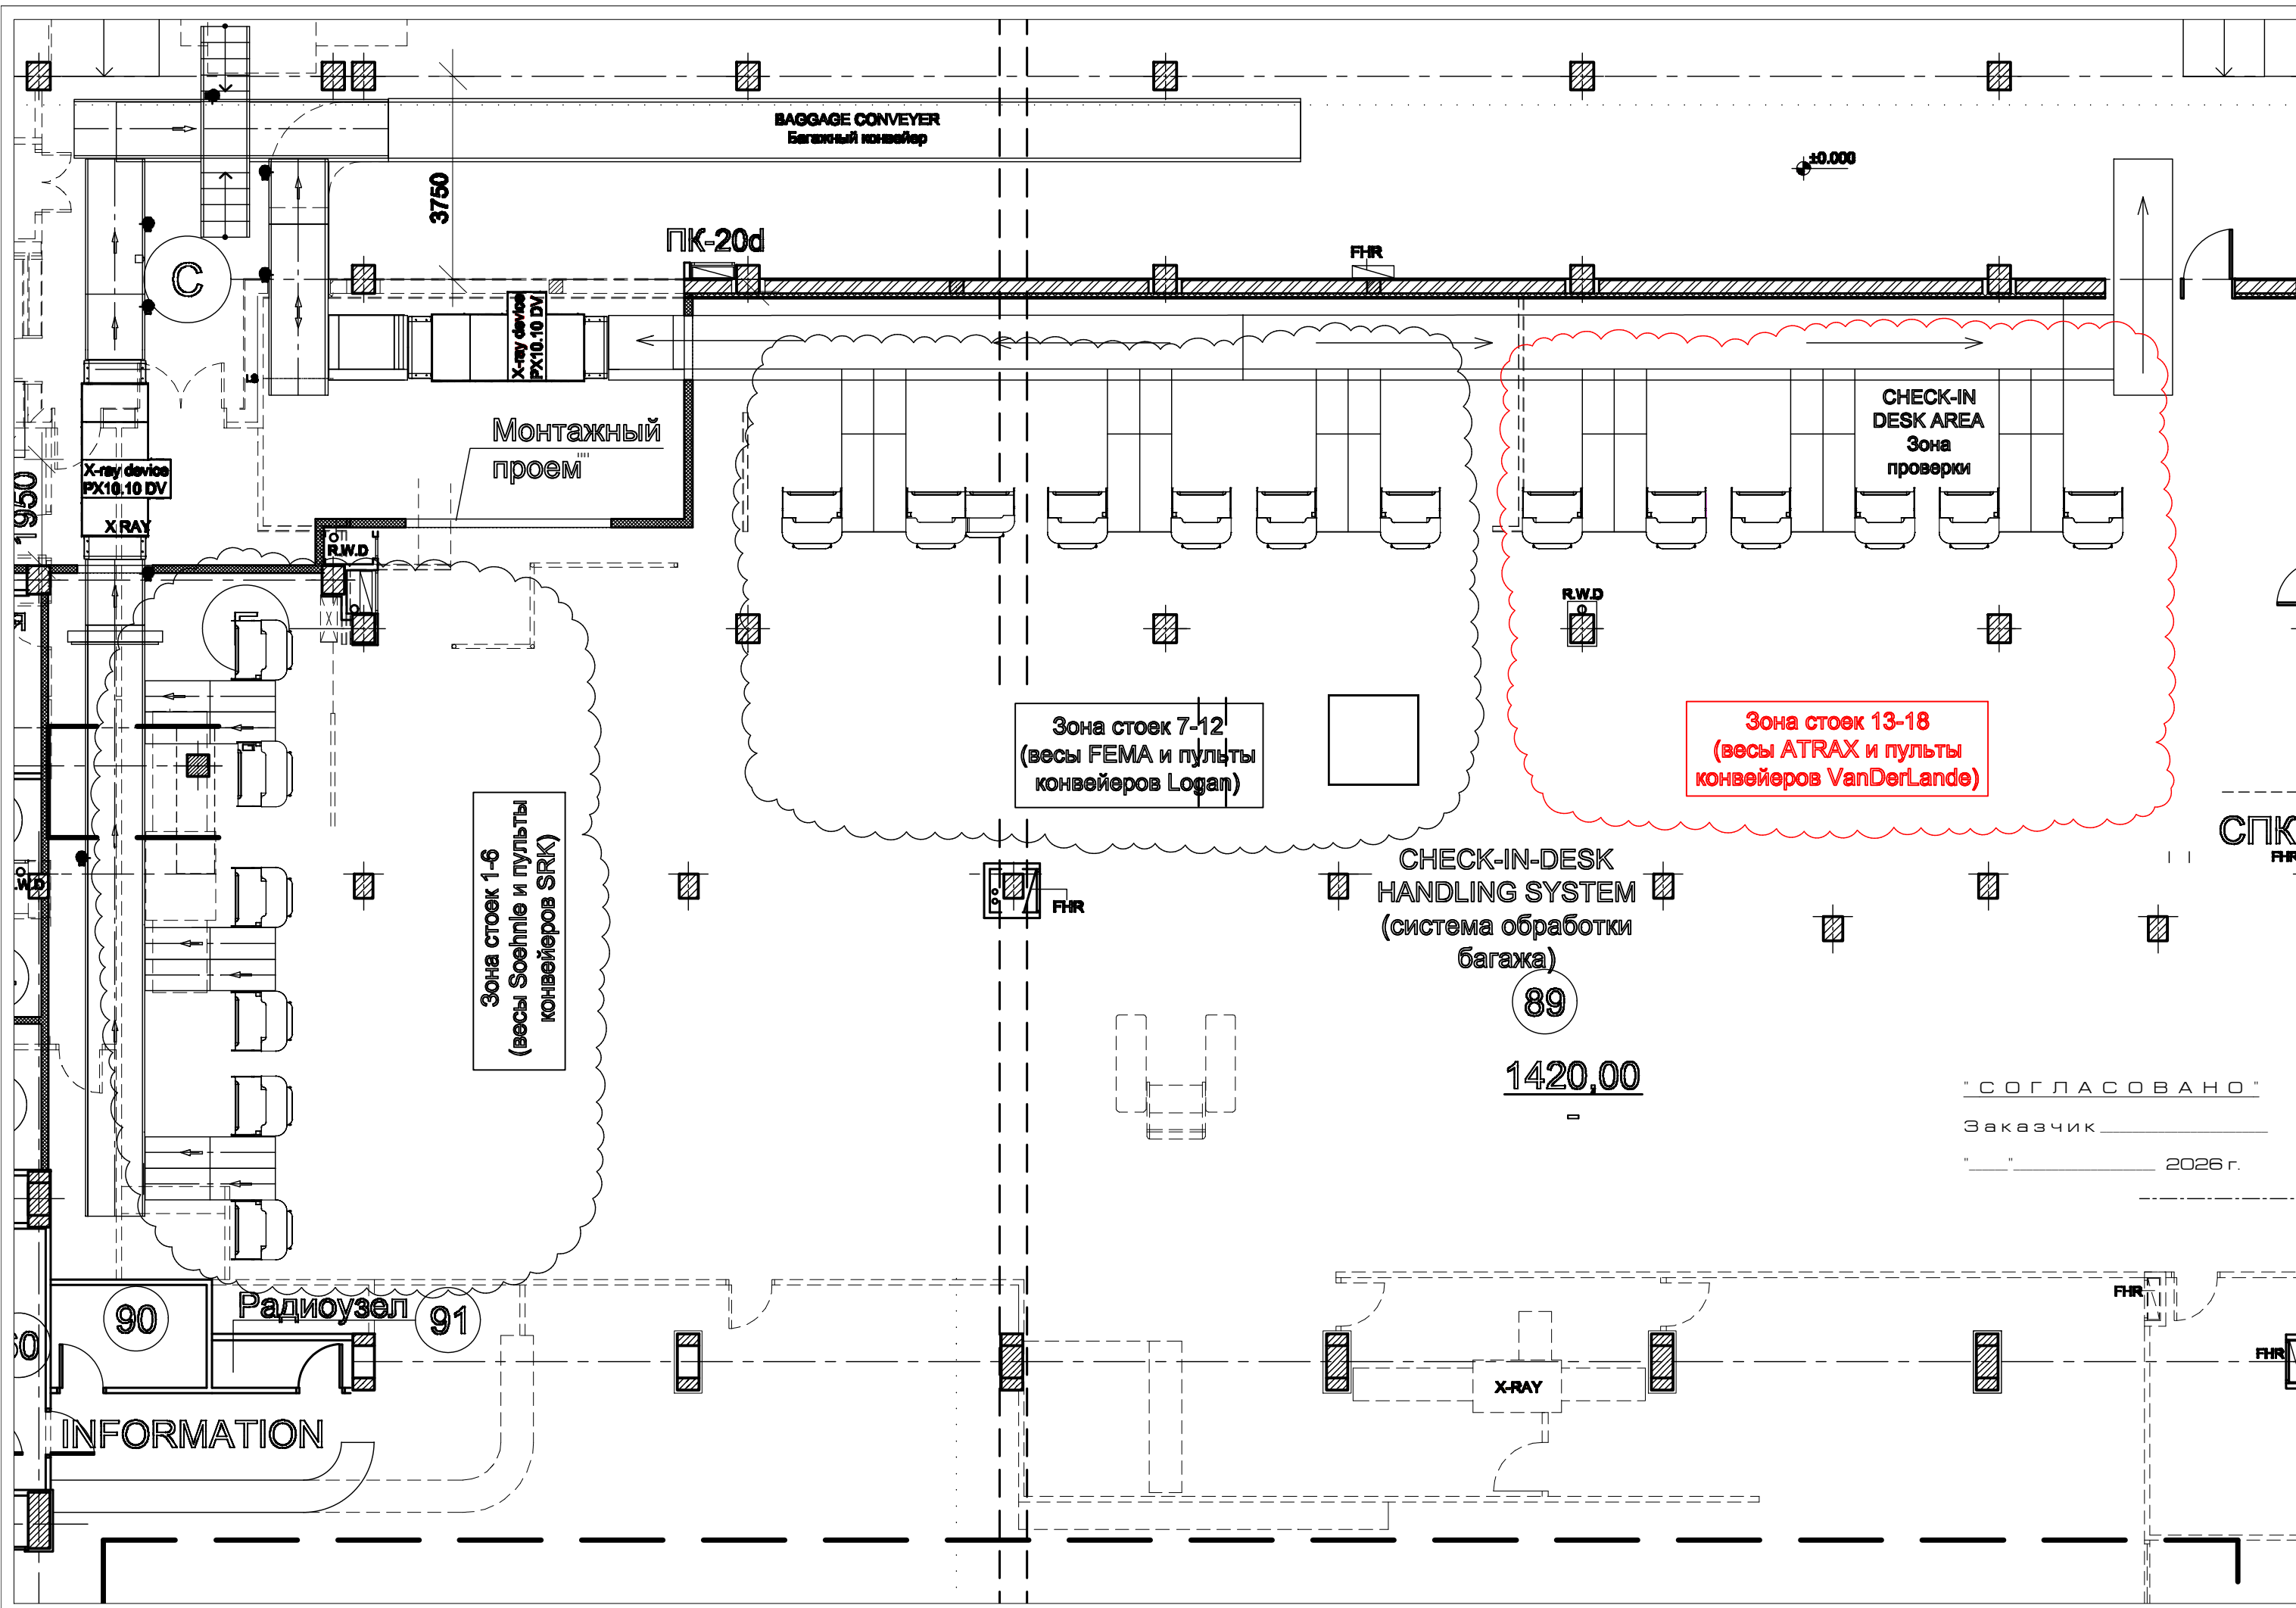 BAGGAGE CONVEYER
Багажный конвейер
±0.000
3750
ПК-20d
FHR
C
X-ray device
PX10.10 DV
Монтажный
проем""
CHECK-IN
DESK AREA
Зона
проверки
X-ray device
PX10.10 DV
X RAY
1950
R.W.D
R.W.D
Г
Зона стоек 7-12
(весы FEMA и пульты
конвейеров Logan)
Зона стоек 13-18
(весы ATRAX и пульты
конвейеров VanDerLande)
Зона стоек 1-6
(весы Soehnle и пульты
конвейеров SRK)
СПК
FHR
CHECK-IN-DESK
HANDLING SYSTEM
(система обработки
багажа)
.W.D
FHR
89
1420,00
-
"СОГЛАСОВАНО"
Заказчик
"___"____________ 2026 г.
90
Радиоузел
91
60
FHR
FHR
X-RAY
INFORMATION